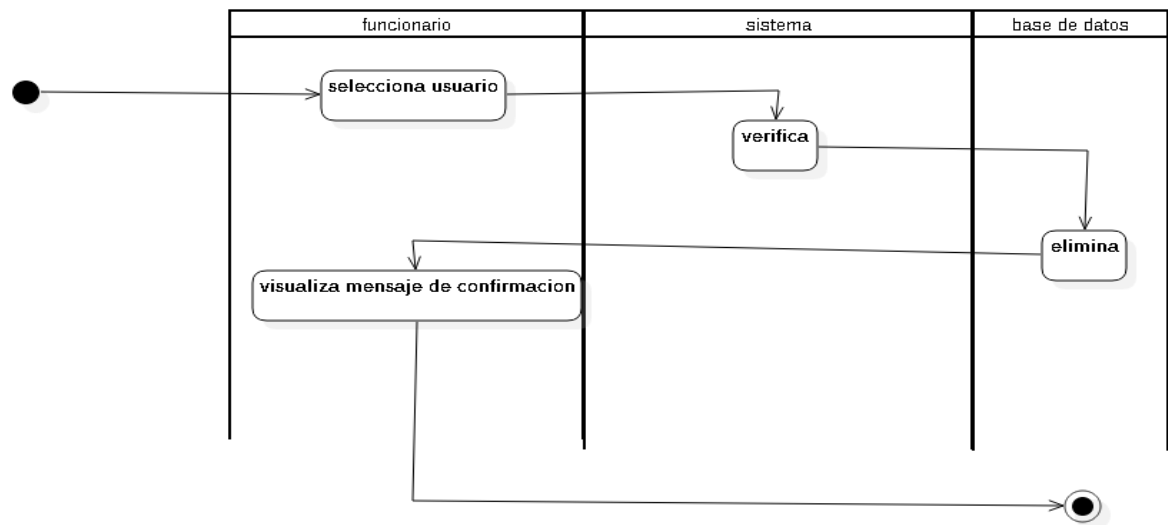 funcionario
sistema
base de datos
selecciona usuario
verifica
elimina
visualiza mensaje de confirmacion